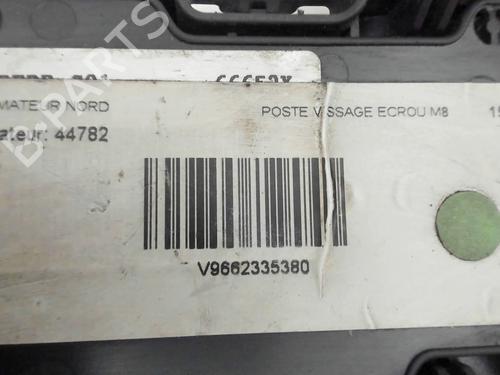 MATEUR NORD
POSTE VISSAGE ECROU M8
ateur: 44782
V9662335380
B-PARTS